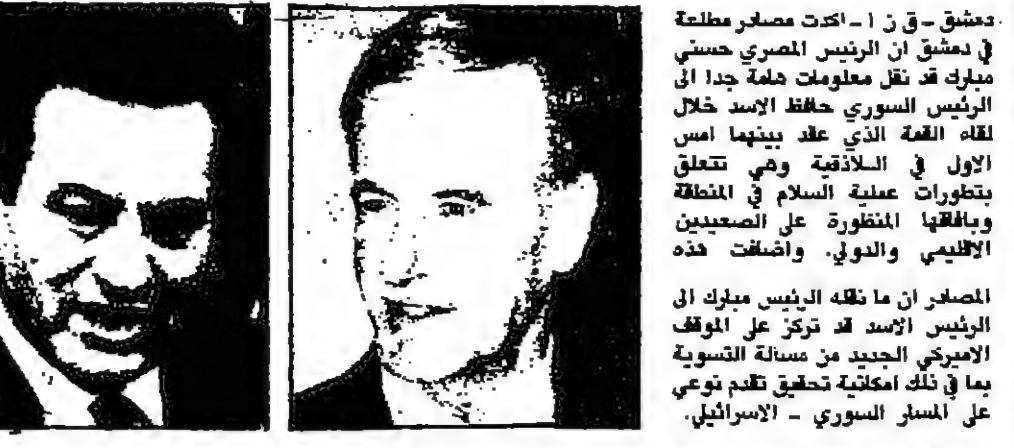 دمشق - ق ن ا - اكدت مصادر مطلعة
في دمشق ان الرئيس المصري حسني
مبارك قد نقل معلومات هامة جدا الى
الرئيس السوري حافظ الاسد خلال
لقاء القمة الذي عقد بينهما امس
الاول في اللاذقية وهي تتعلق
بتطورات عملية السلام في المنطقة
وبافاقها المنظورة على الصعيدين
الاقليمي والدولي. واضافت هذه
المصادر ان ما نقله الرئيس مبارك الى
الرئيس الاسد قد تركز على الموقف
الاميركي الجديد من مسالة التسوية
بما في ذلك امكانية تحقيق تقدم نوعي
على المسار السوري - الاسرائيلي.